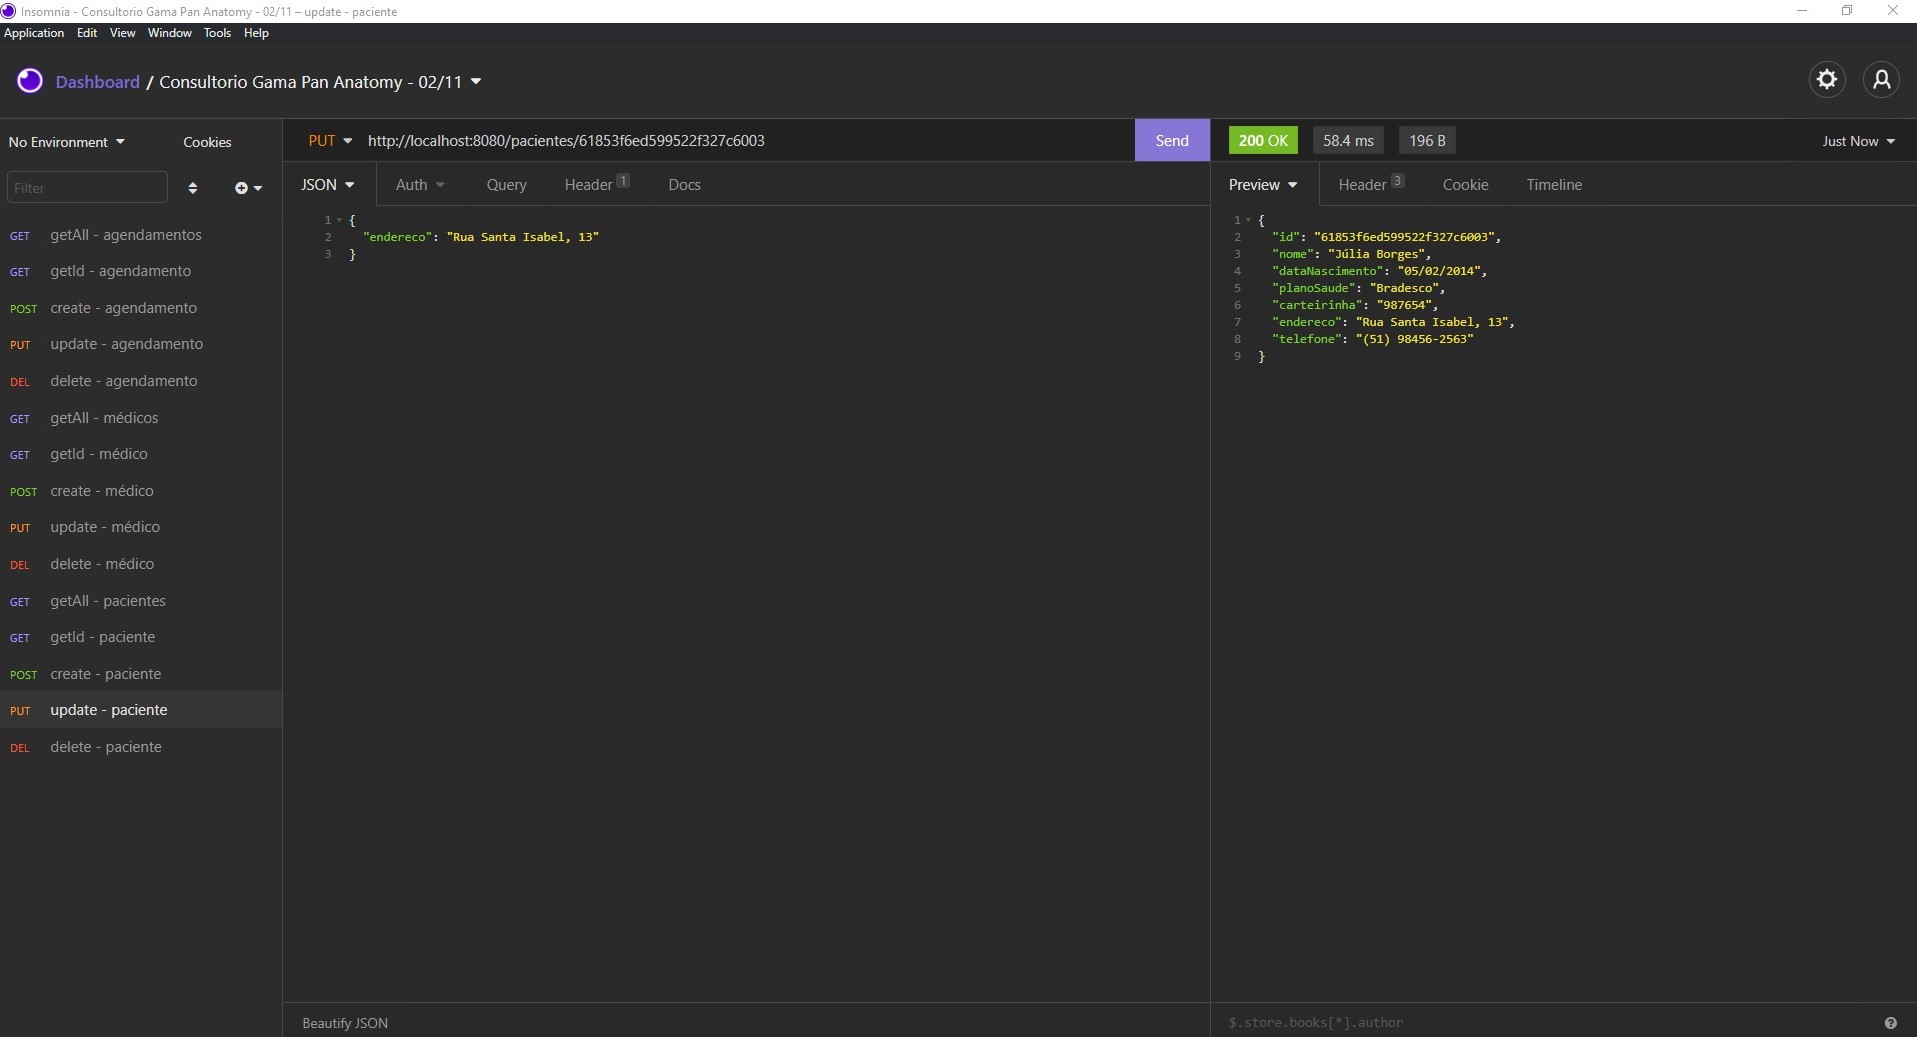 Insomnia - Consultorio Gama Pan Anatomy - 02/11 – update - paciente
Application Edit View Window Tools Help
Dashboard / Consultorio Gama Pan Anatomy - 02/11
No Environment Cookies
Filter
GET getAll - agendamentos
GET getId - agendamento
POST create - agendamento
PUT update - agendamento
DEL delete - agendamento
GET getAll - médicos
GET getId - médico
POST create - médico
PUT update - médico
DEL delete - médico
GET getAll - pacientes
GET getId - paciente
POST create - paciente
PUT update - paciente
DEL delete - paciente
PUT http://localhost:8080/pacientes/61853f6ed599522f327c6003 Send
JSON Auth Query Header 1 Docs
1 {
2 "endereco": "Rua Santa Isabel, 13"
3 }
Beautify JSON
200 OK 58.4 ms 196 B Just Now
Preview Header 3 Cookie Timeline
1 {
2 "id": "61853f6ed599522f327c6003",
3 "nome": "Júlia Borges",
4 "dataNascimento": "05/02/2014",
5 "planoSaude": "Bradesco",
6 "carteirinha": "987654",
7 "endereco": "Rua Santa Isabel, 13",
8 "telefone": "(51) 98456-2563"
9 }
$.store.books[*].author